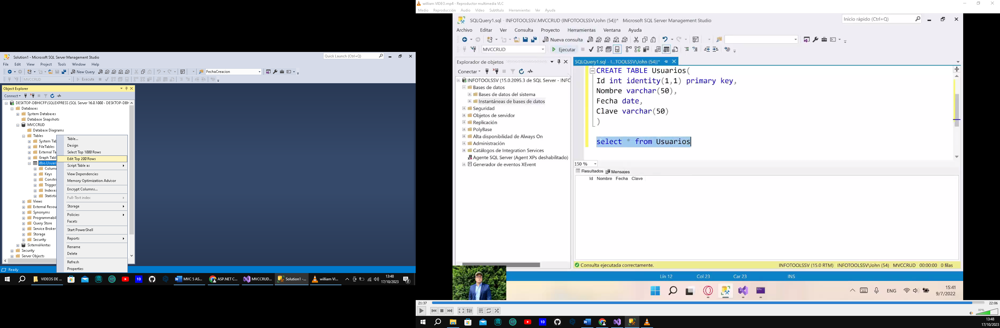 Solution1 - Microsoft SQL Server Management Studio
Quick Launch (Ctrl+Q)
File Edit View Project Tools Window Help
New Query
FechaCreacion
MVCCRUD
Execute
Object Explorer
Connect
DESKTOP-DBHICFF\SQLEXPRESS (SQL Server 16.0.1000 - DESKTOP-DBH
Databases
System Databases
Database Snapshots
MVCCRUD
Database Diagrams
Tables
System Tab
FileTables
External Ta
Graph Tabl
dbo.Usuari
Colum
Keys
Constra
Trigger
Indexes
Statistic
Views
External Resou
Synonyms
Programmabil
Query Store
Service Broker
Storage
Security
SistemaVentas
Security
Server Objects
Table...
Design
Select Top 1000 Rows
Edit Top 200 Rows
Script Table as
View Dependencies
Memory Optimization Advisor
Encrypt Columns...
Full-Text index
Storage
Policies
Facets
Start PowerShell
Reports
Rename
Delete
Refresh
Properties
Ready
VIDEOS DE ...
10
MVC 5 AS...
ASP.NET C...
MVCCRUD...
Solution1 -...
william VI...
13:48
17/10/2023
2
william VIDEO.mp4 - Reproductor multimedia VLC
Medio Reproducción Audio Vídeo Subtítulo Herramientas Ver Ayuda
SQLQuery1.sql - INFOTOOLSSV.MVCCRUD (INFOTOOLSSV\John (54))* Microsoft SQL Server Management Studio
Inicio rápido (Ctrl+Q)
Archivo Editar Ver Consulta Proyecto Herramientas Ventana Ayuda
Nueva consulta
MVCCRUD
Ejecutar
Explorador de objetos
Conectar
INFOTOOLSSV (15.0.2095.3 de SQL Server - INFO
Bases de datos
Bases de datos del sistema
Instantáneas de bases de datos
Seguridad
Objetos de servidor
Replicación
PolyBase
Alta disponibilidad de Always On
Administración
Catálogos de Integration Services
Agente SQL Server (Agent XPs deshabilitado)
Generador de eventos XEvent
SQLQuery1.sql - I...TOOLSSV\John (54))*
CREATE TABLE Usuarios(
Id int identity(1,1) primary key,
Nombre varchar(50),
Fecha date,
Clave varchar(50)
)
select * from Usuarios
150 %
Resultados Mensajes
Id Nombre Fecha Clave
Consulta ejecutada correctamente.
INFOTOOLSSV (15.0 RTM) INFOTOOLSSV\John (54) MVCCRUD 00:00:00 0 filas
Lín 12 Col 23 Car 23 INS
ENG
15:41
9/7/2022
21:37
22:06
80%
10
13:48
17/10/2023